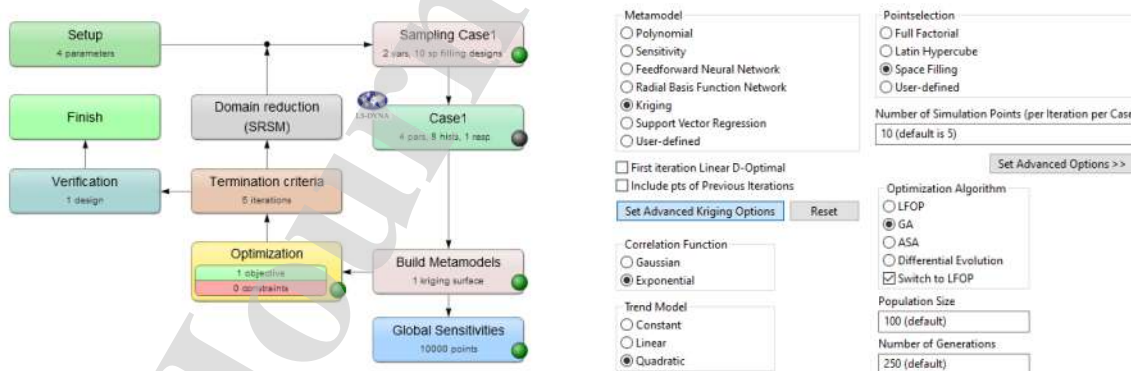 Setup
4 parameters
Sampling Case1
2 vars, 10 sp filling designs
Finish
Domain reduction
(SRSM)
LS-DYNA
Case1
4 pars, 8 hists, 1 resp
Verification
1 design
Termination criteria
5 iterations
Optimization
1 objective
0 constraints
Build Metamodels
1 kriging surface
Global Sensitivities
10000 points
Metamodel
Polynomial
Sensitivity
Feedforward Neural Network
Radial Basis Function Network
Kriging
Support Vector Regression
User-defined
First iteration Linear D-Optimal
Include pts of Previous Iterations
Set Advanced Kriging Options
Reset
Correlation Function
Gaussian
Exponential
Trend Model
Constant
Linear
Quadratic
Pointselection
Full Factorial
Latin Hypercube
Space Filling
User-defined
Number of Simulation Points (per Iteration per Case
10 (default is 5)
Set Advanced Options >>
Optimization Algorithm
LFOP
GA
ASA
Differential Evolution
Switch to LFOP
Population Size
100 (default)
Number of Generations
250 (default)